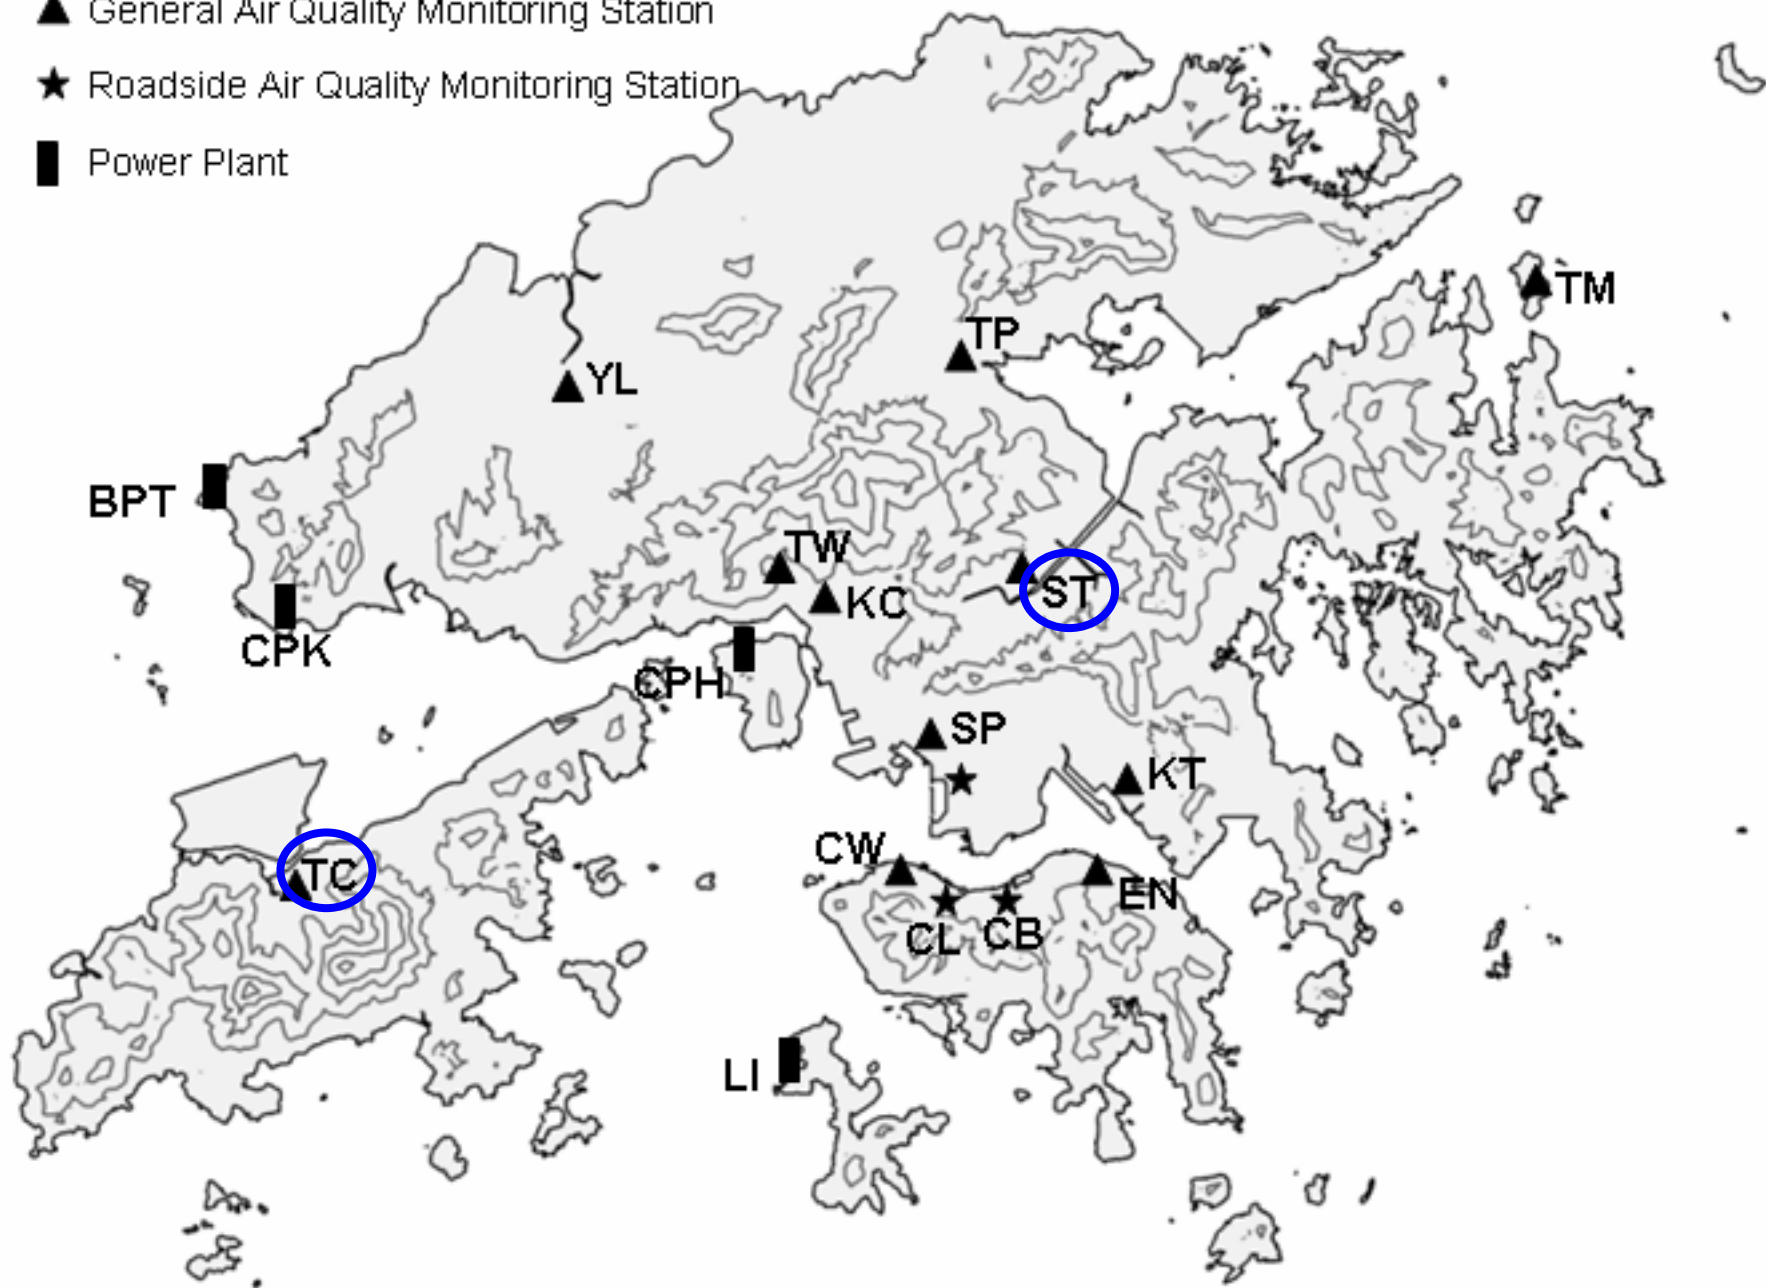 General Air Quality Monitoring Station
Roadside Air Quality Monitoring Station
Power Plant
TM
TP
YL
BPT
TW
ST
KC
CPK
CPH
SP
KT
CW
TC
EN
CL
CB
LI